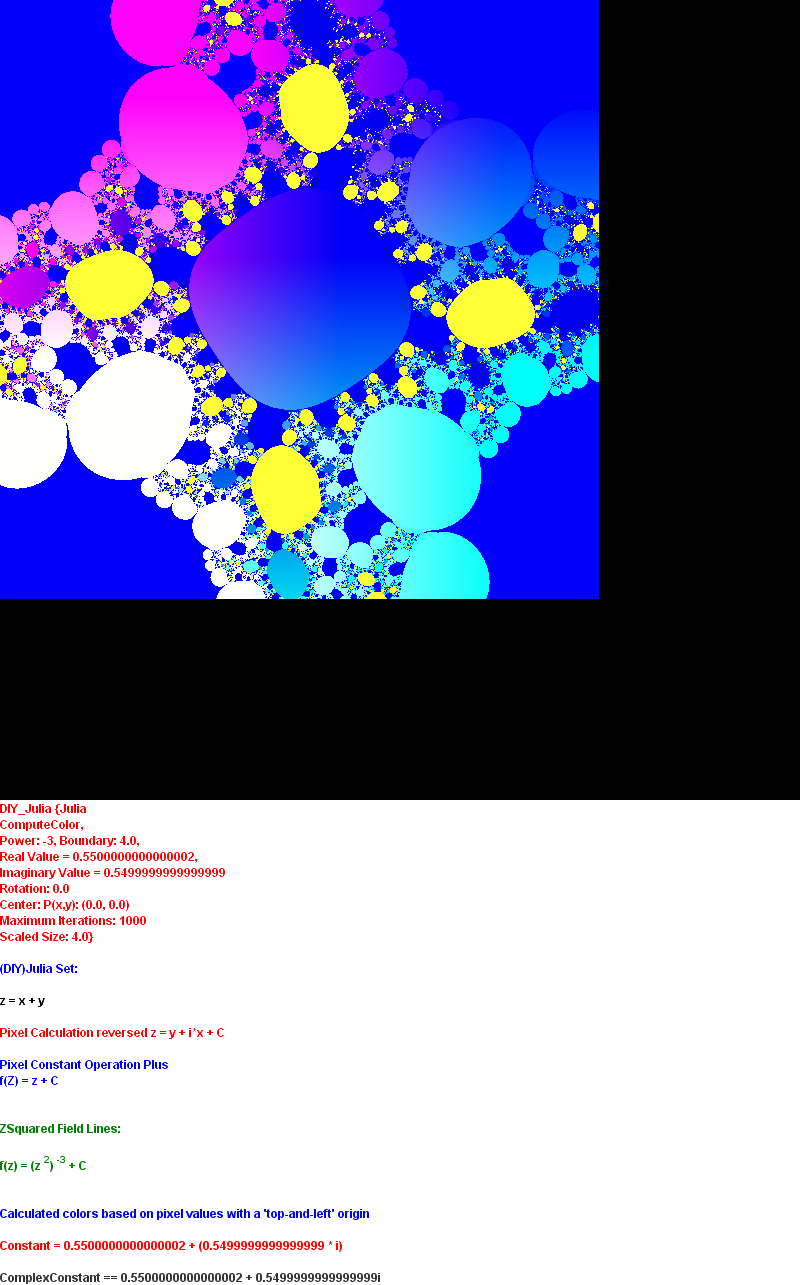 DIY_Julia {Julia
ComputeColor,
Power: -3, Boundary: 4.0,
Real Value = 0.5500000000000002,
Imaginary Value = 0.5499999999999999
Rotation: 0.0
Center: P(x,y): (0.0, 0.0)
Maximum Iterations: 1000
Scaled Size: 4.0}
(DIY)Julia Set:
z = x + y
Pixel Calculation reversed z = y + i*x + C
Pixel Constant Operation Plus
f(Z) = z + C
ZSquared Field Lines:
f(z) = (z ²) ⁻³ + C
Calculated colors based on pixel values with a 'top-and-left' origin
Constant = 0.5500000000000002 + (0.5499999999999999 * i)
ComplexConstant == 0.5500000000000002 + 0.5499999999999999i